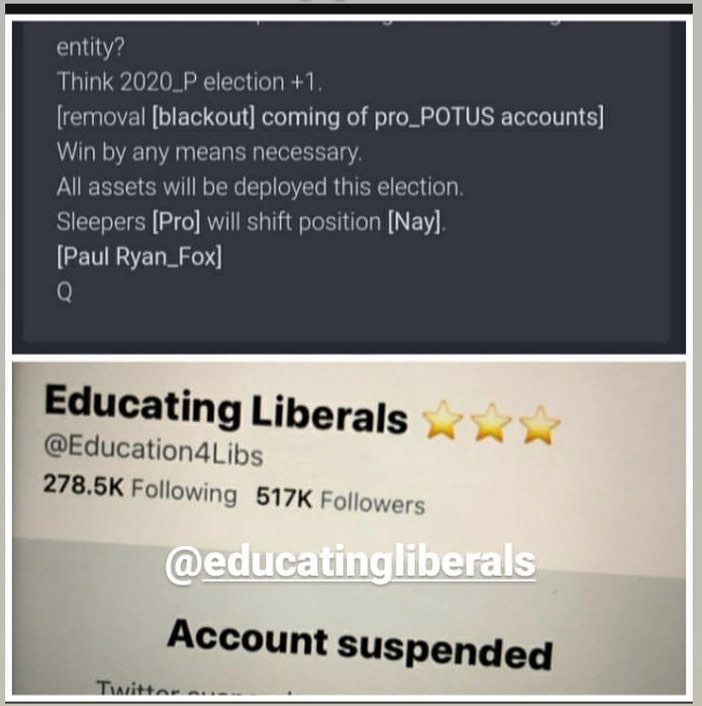 entity?
Think 2020_P election +1.
[removal [blackout] coming of pro_POTUS accounts]
Win by any means necessary.
All assets will be deployed this election.
Sleepers [Pro] will shift position [Nay].
[Paul Ryan_Fox]
Q
Educating Liberals ⭐⭐⭐
@Education4Libs
278.5K Following 517K Followers
@educatingliberals
Account suspended
Twitter